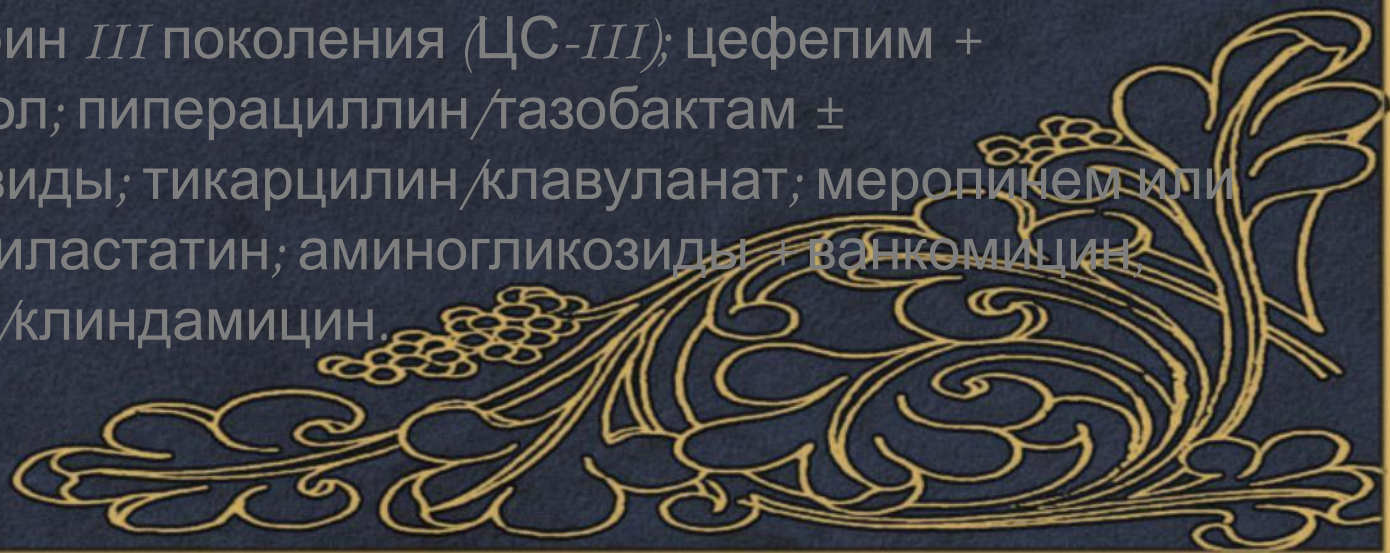 ин III поколения (ЦС-III); цефепим +
ол; пиперациллин/тазобактам ±
зиды; тикарцилин/клавуланат; меропинем или
иластатин; аминогликозиды + ванкомицин,
/клиндамицин.